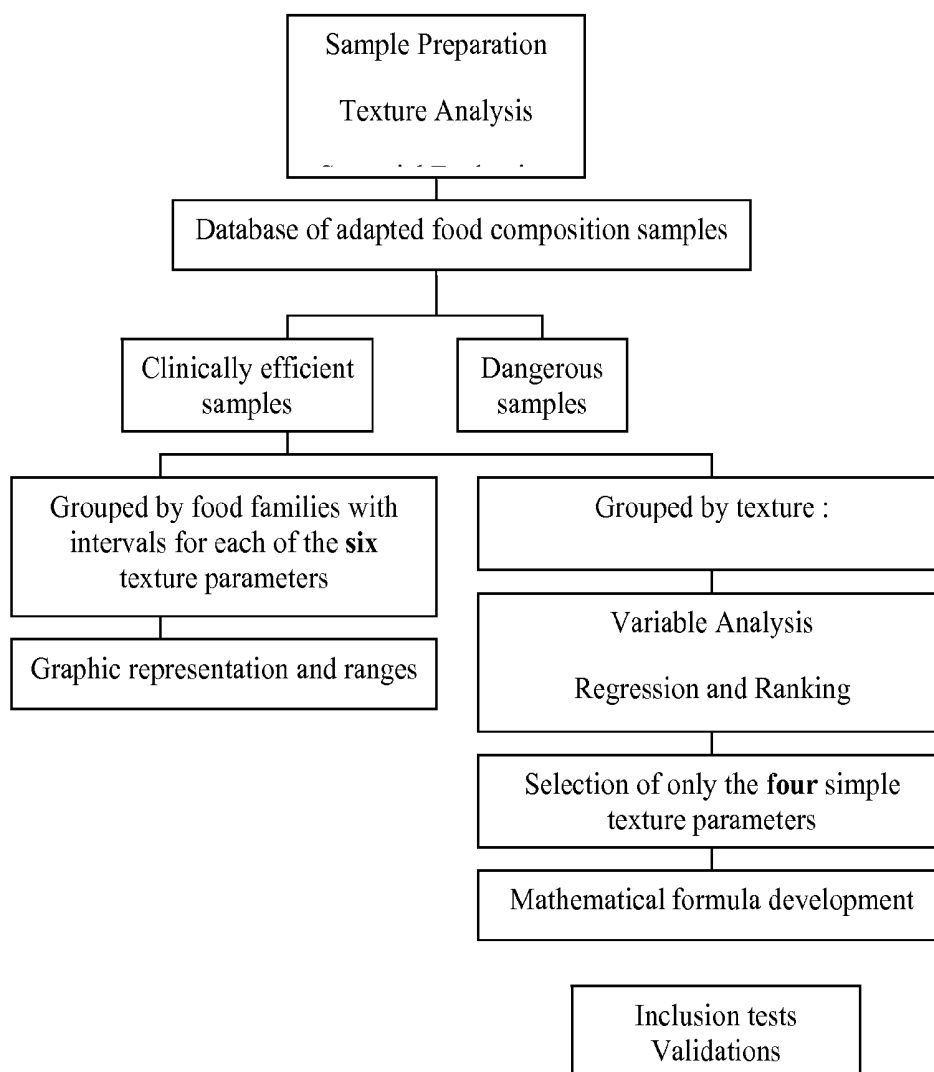 Sample Preparation
Texture Analysis
Database of adapted food composition samples
Clinically efficient
samples
Dangerous
samples
Grouped by food families with
intervals for each of the six
texture parameters
Graphic representation and ranges
Grouped by texture :
Variable Analysis
Regression and Ranking
Selection of only the four simple
texture parameters
Mathematical formula development
Inclusion tests
Validations